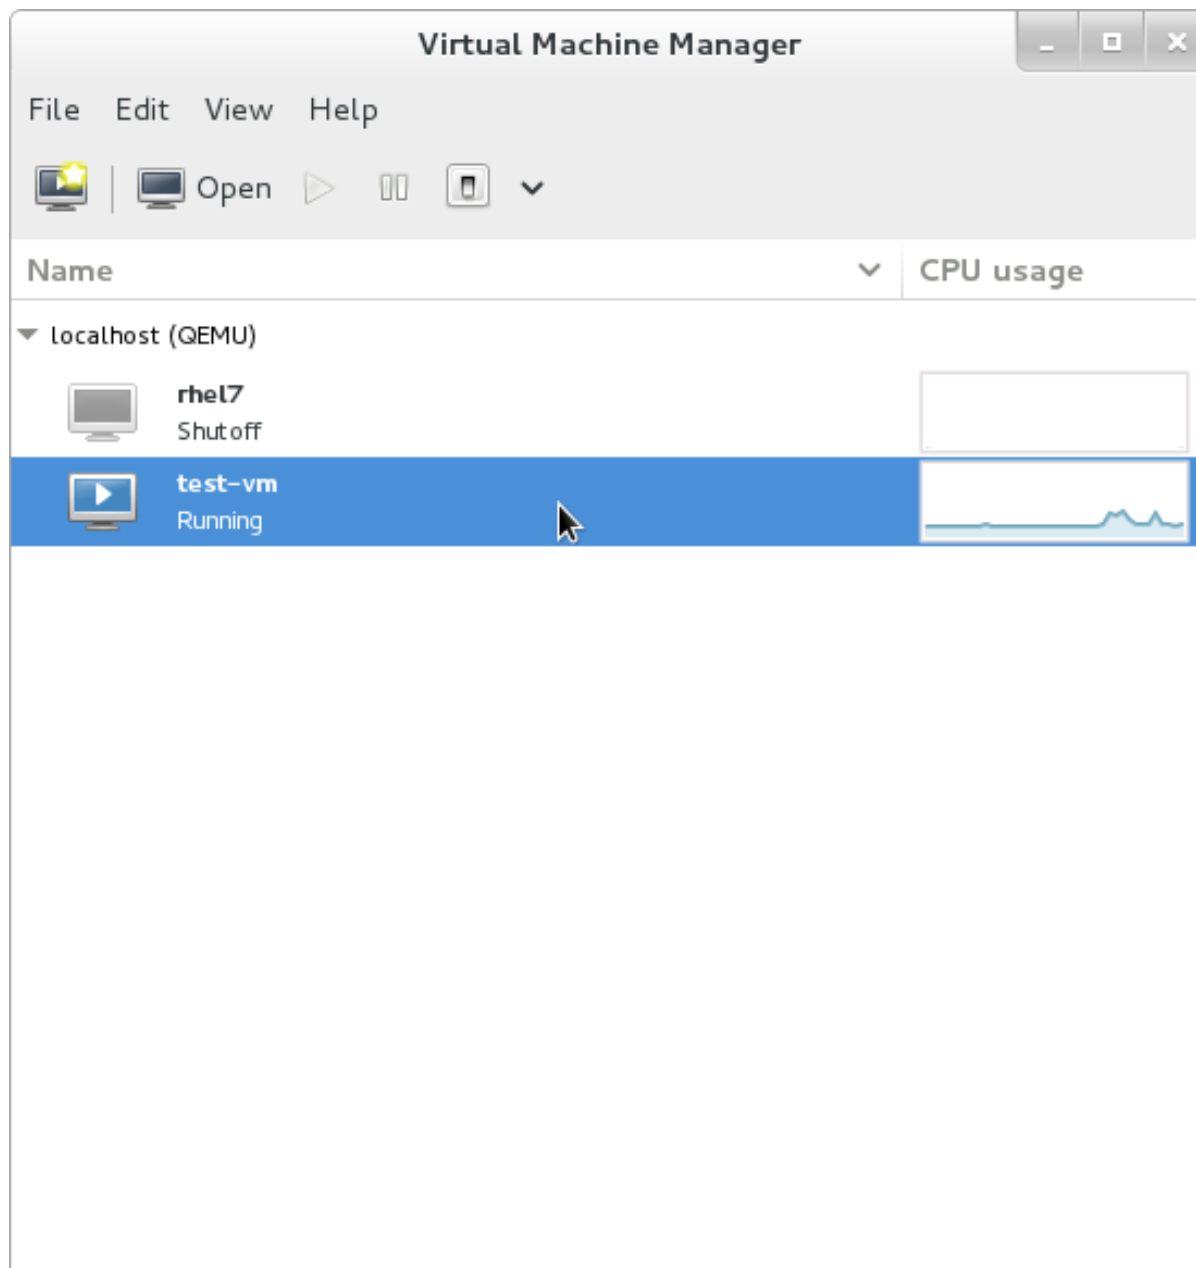 Virtual Machine Manager
File Edit View Help
Open
Name CPU usage
localhost (QEMU)
rhel7
Shutoff
test-vm
Running